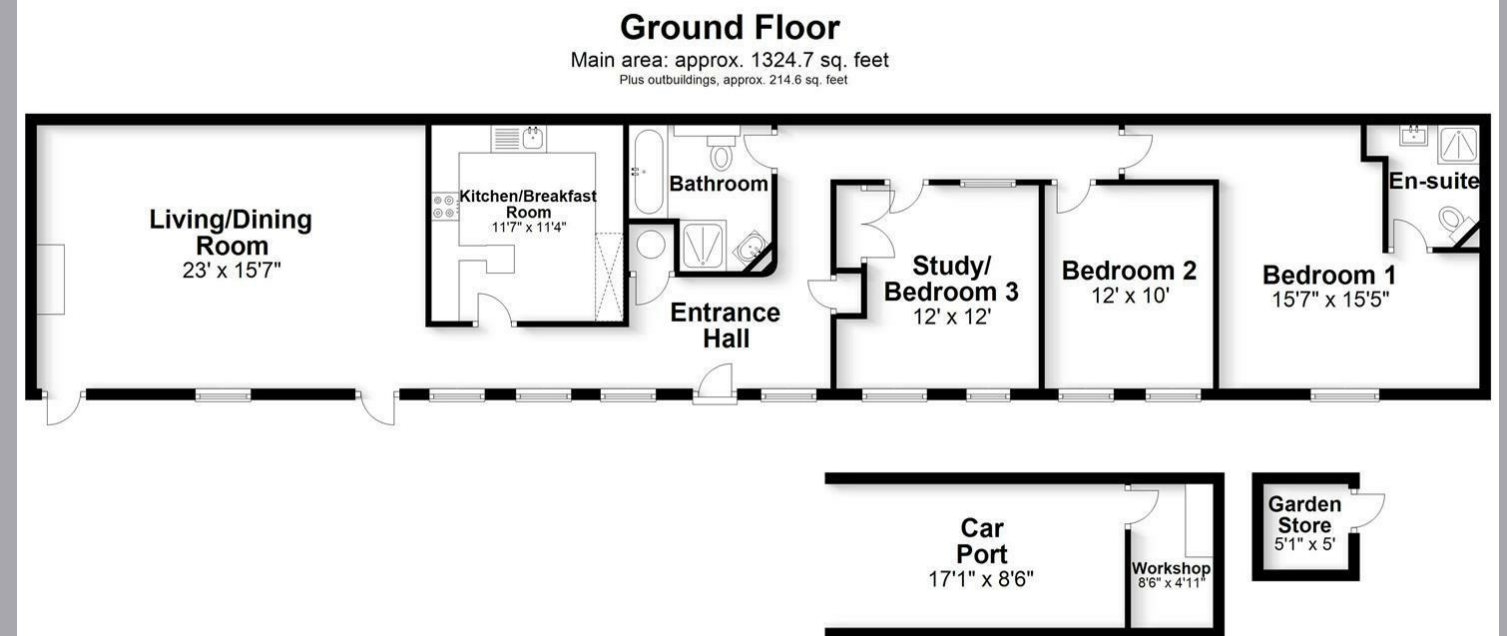 Ground Floor
Main area: approx. 1324.7 sq. feet
Plus outbuildings, approx. 214.6 sq. feet
Living/Dining
Room
23' x 15'7"
Kitchen/Breakfast
Room
11'7" x 11'4"
Bathroom
Entrance
Hall
Study/
Bedroom 3
12' x 12'
Bedroom 2
12' x 10'
Bedroom 1
15'7" x 15'5"
En-suite
Car
Port
17'1" x 8'6"
Workshop
8'6" x 4'11"
Garden
Store
5'1" x 5'